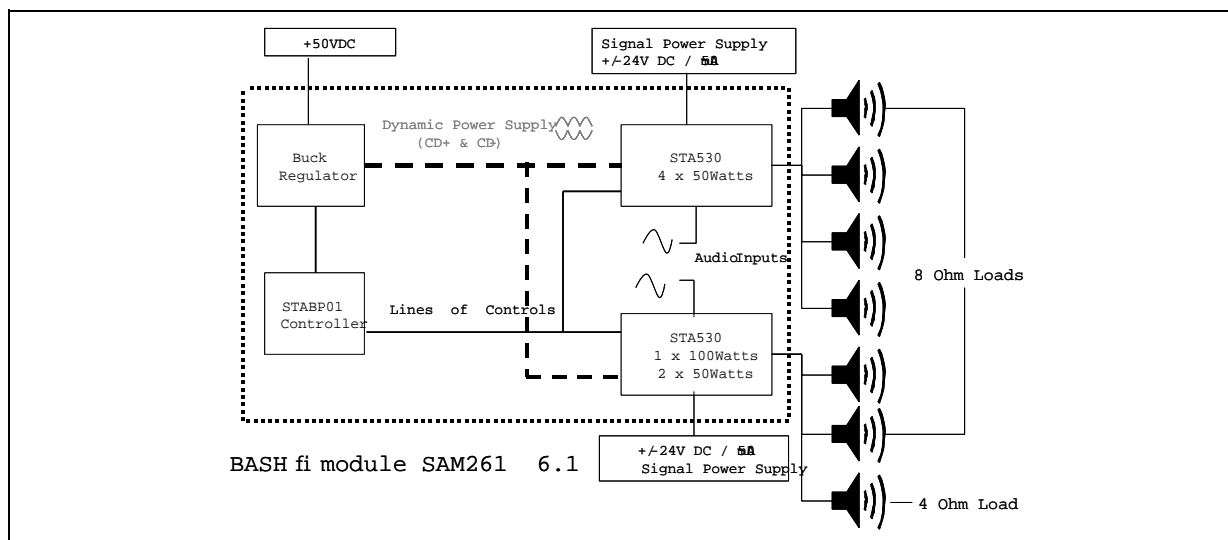 +50VDC
Signal Power Supply
+/-24V DC /
Dynamic Power Supply
(CD+ & CD-)
Buck
Regulator
STA530
4 x 50Watts
AudioInputs
8 Ohm Loads
STABP01
Controller
Lines of Controls
STA530
1 x 100Watts
2 x 50Watts
+/-24V DC /
Signal Power Supply
BASH fi module SAM261 6.1
4 Ohm Load